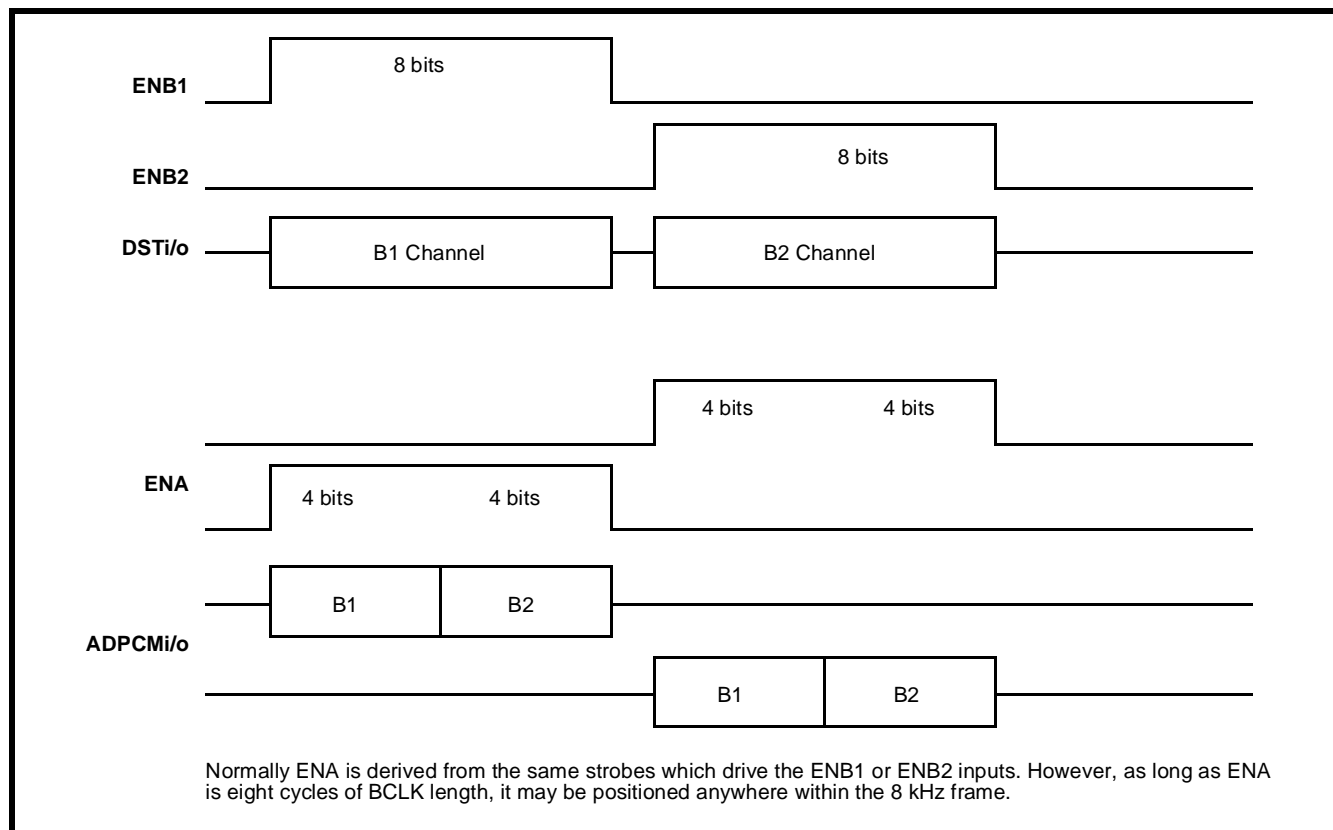 8 bits
ENB1
8 bits
ENB2
DSTi/o
B1 Channel
B2 Channel
4 bits
4 bits
ENA
4 bits
4 bits
B1
B2
ADPCMi/o
B1
B2
Normally ENA is derived from the same strobes which drive the ENB1 or ENB2 inputs. However, as long as ENA
is eight cycles of BCLK length, it may be positioned anywhere within the 8 kHz frame.